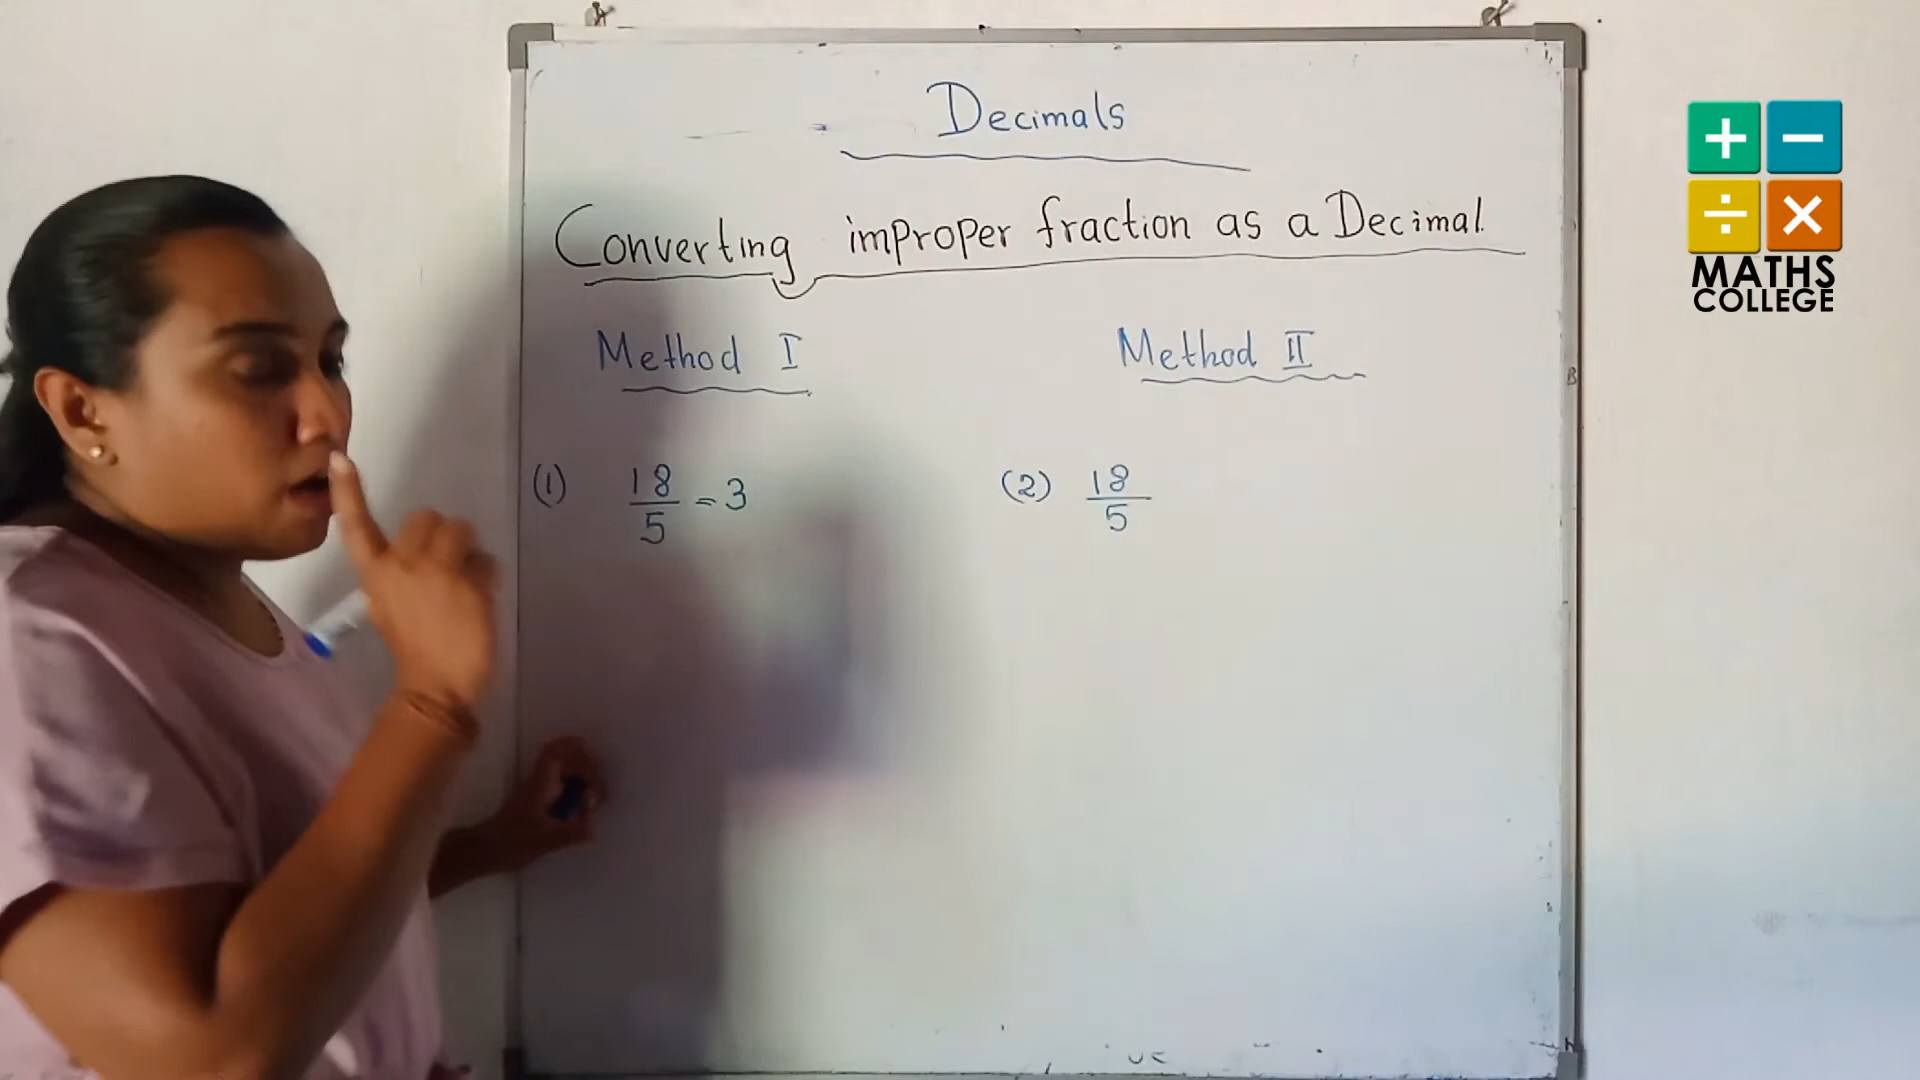 Decimals
Converting improper fraction as a Decimal.
Method I
Method II
(1) 18/5 = 3
(2) 18/5
+ −
÷ ×
MATHS
COLLEGE